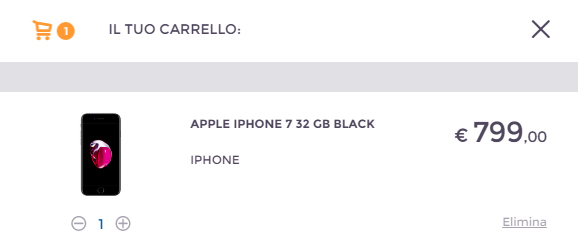 1
IL TUO CARRELLO:
APPLE IPHONE 7 32 GB BLACK
€ 799,00
IPHONE
1
Elimina